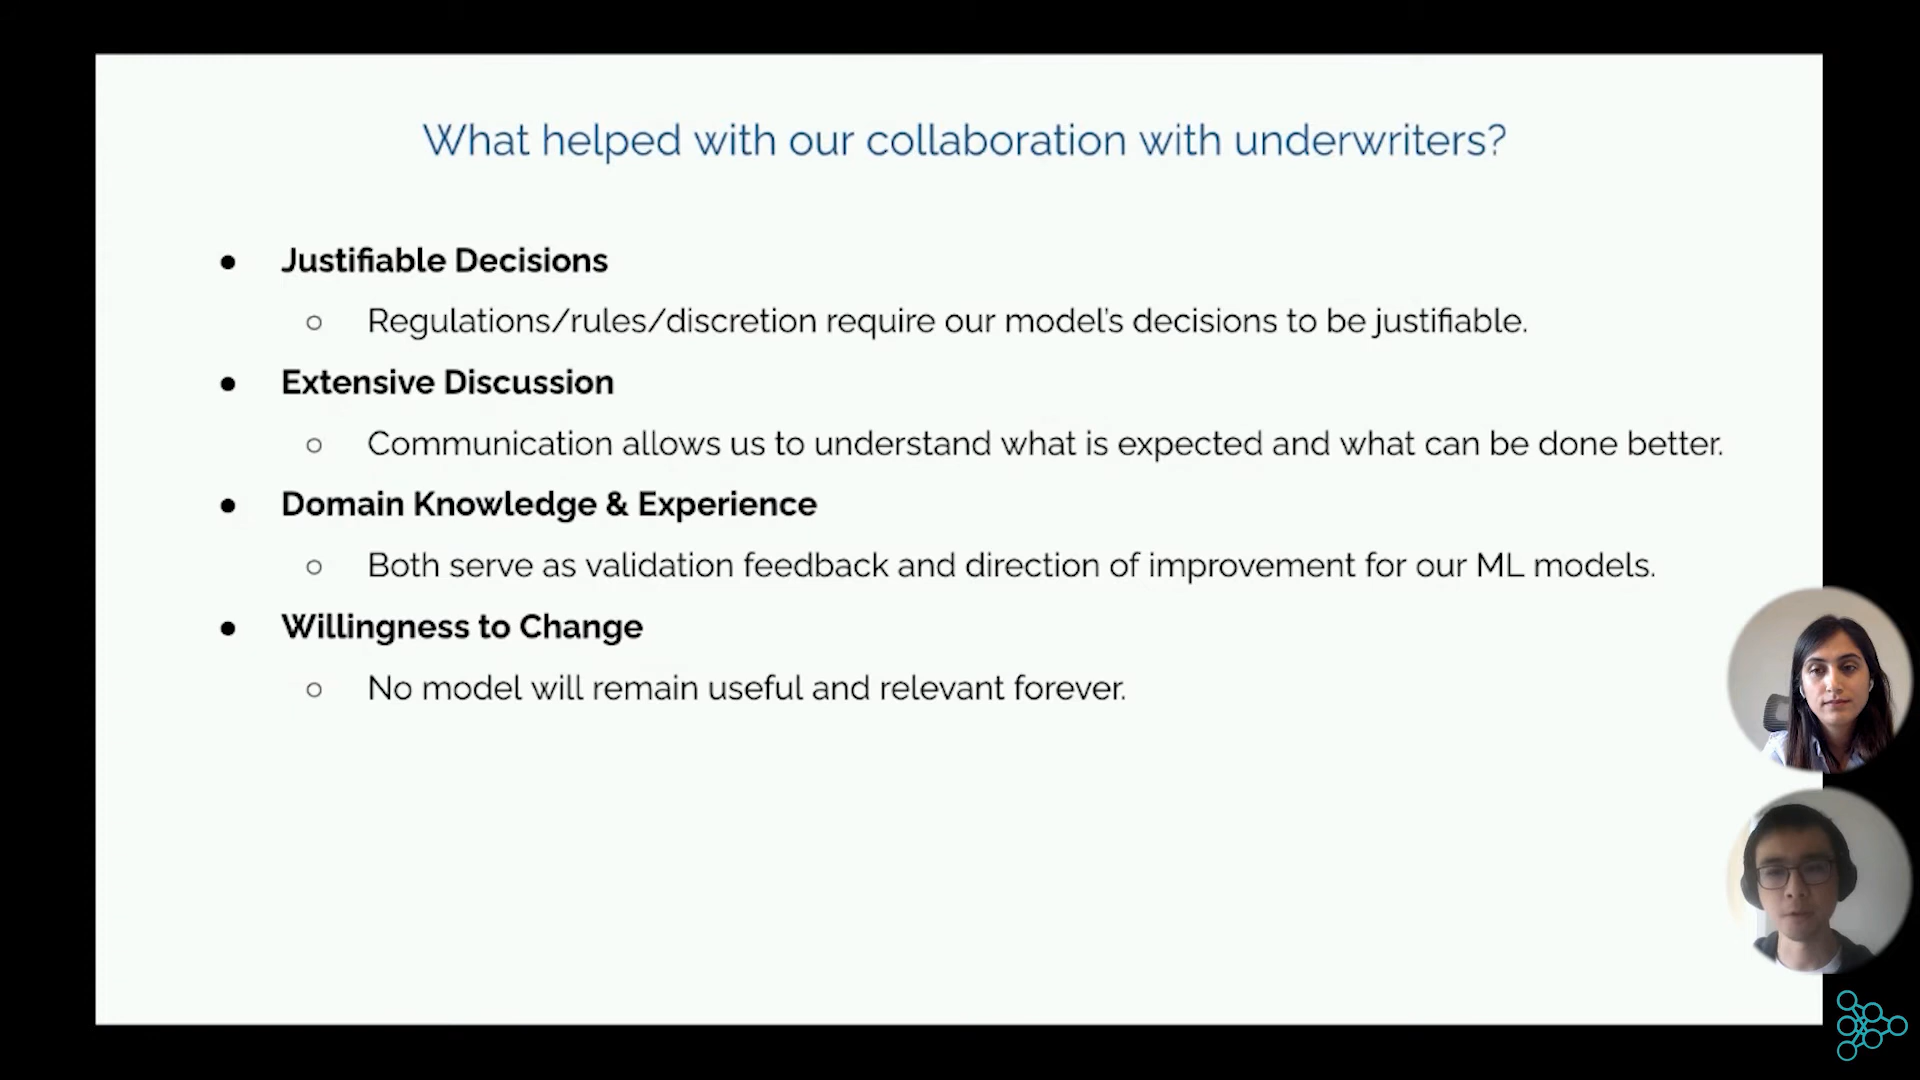 What helped with our collaboration with underwriters?
● Justifiable Decisions
○ Regulations/rules/discretion require our model's decisions to be justifiable.
● Extensive Discussion
○ Communication allows us to understand what is expected and what can be done better.
● Domain Knowledge & Experience
○ Both serve as validation feedback and direction of improvement for our ML models.
● Willingness to Change
○ No model will remain useful and relevant forever.